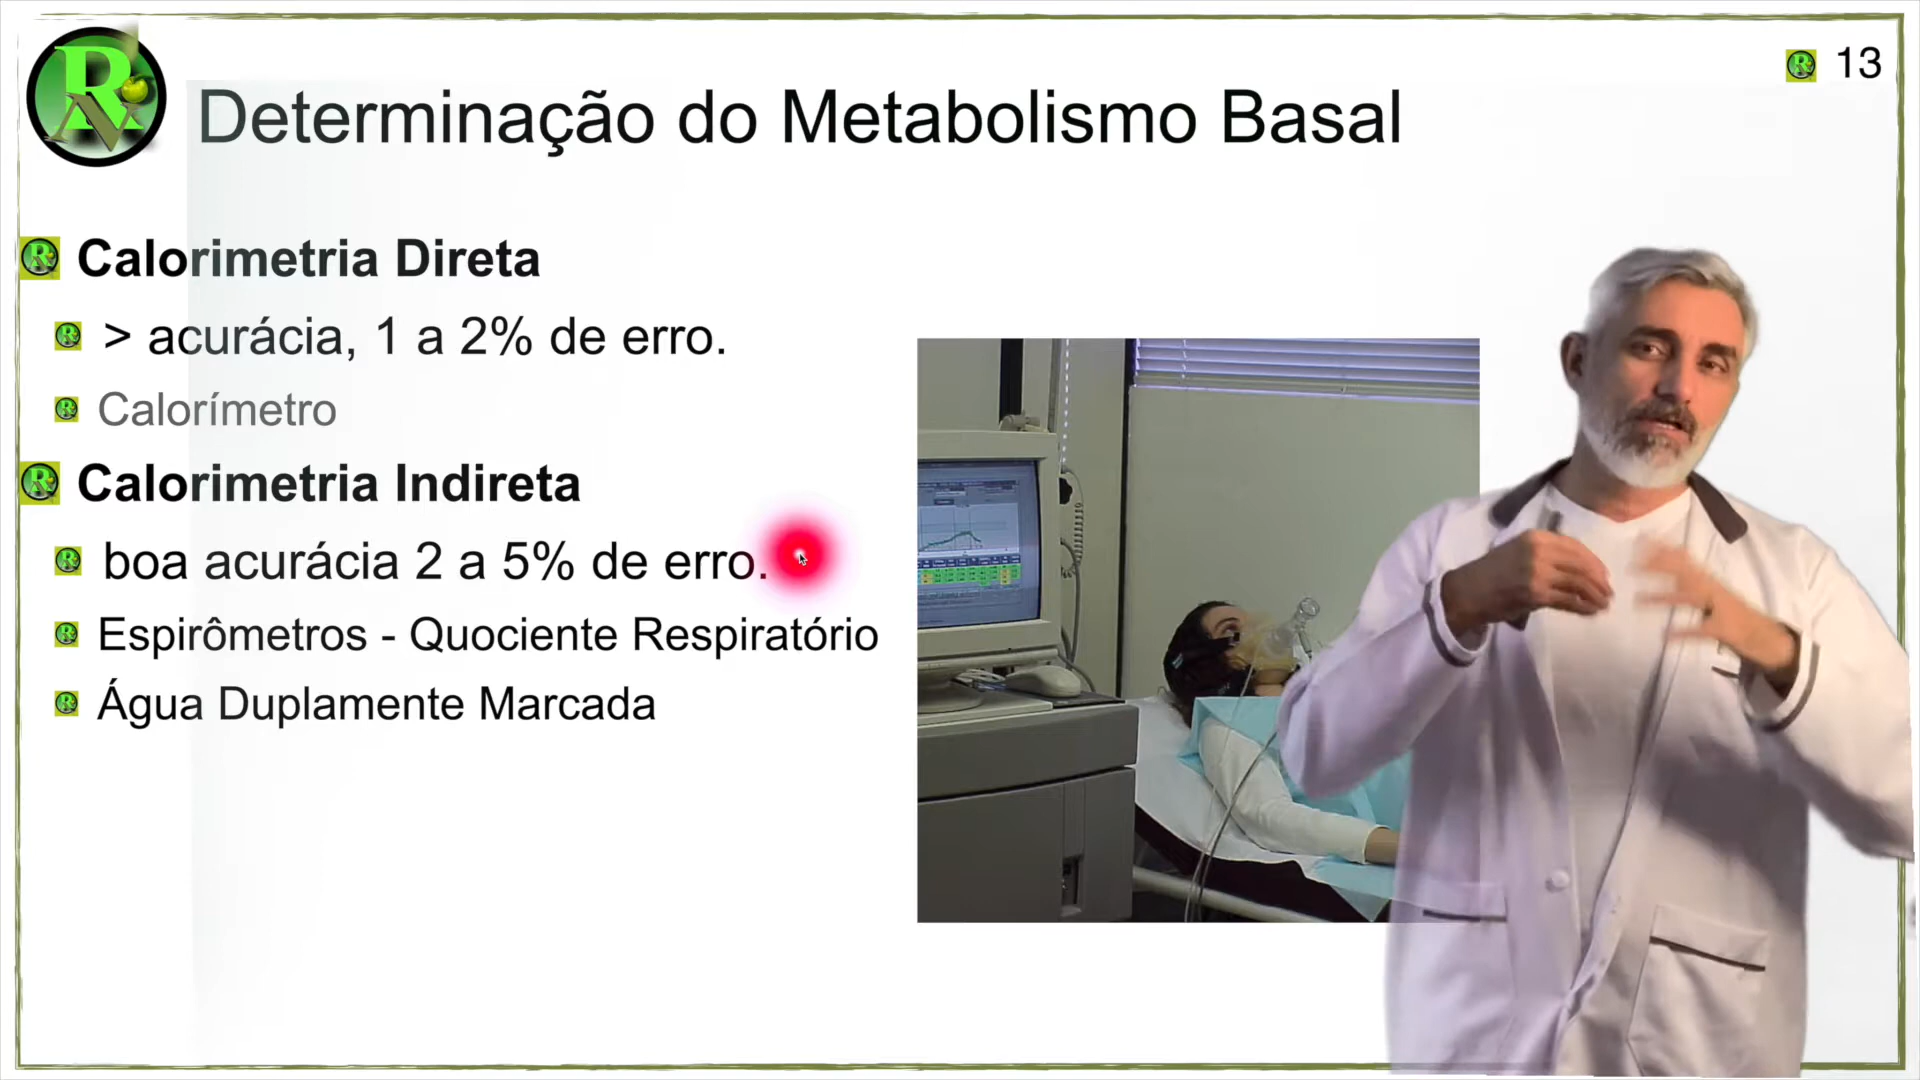 13
Determinação do Metabolismo Basal
Calorimetria Direta
> acurácia, 1 a 2% de erro.
Calorímetro
Calorimetria Indireta
boa acurácia 2 a 5% de erro.
Espirômetros - Quociente Respiratório
Água Duplamente Marcada